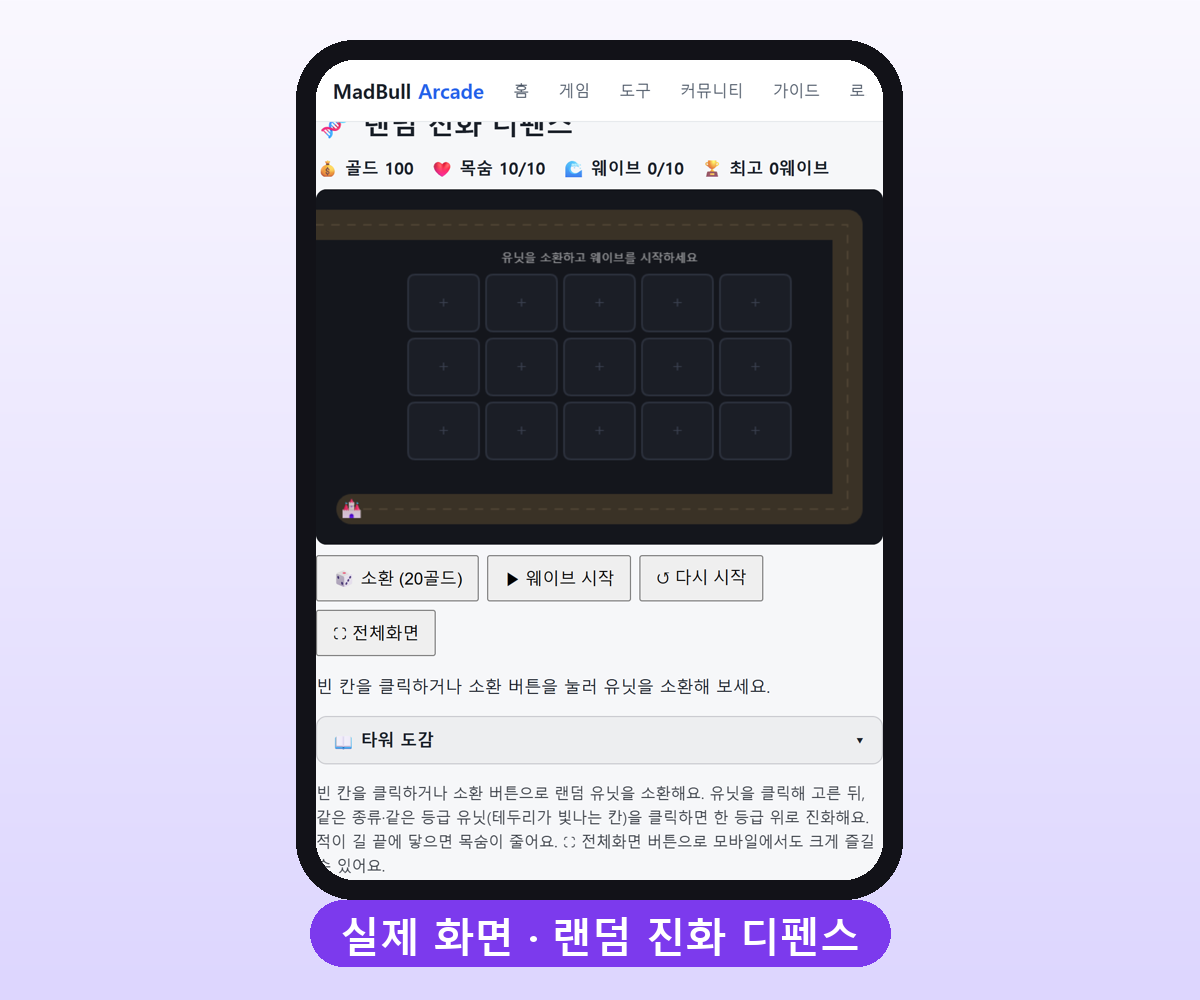 MadBull Arcade 홈 게임 도구 커뮤니티 가이드 로
랜덤 진화 디펜스
골드 100 목숨 10/10 웨이브 0/10 최고 0웨이브
유닛을 소환하고 웨이브를 시작하세요
+ + + + +
+ + + + +
+ + + + +
소환 (20골드) ▶ 웨이브 시작 ↺ 다시 시작
⛶ 전체화면
빈 칸을 클릭하거나 소환 버튼을 눌러 유닛을 소환해 보세요.
타워 도감 ▼
빈 칸을 클릭하거나 소환 버튼으로 랜덤 유닛을 소환해요. 유닛을 클릭해 고른 뒤,
같은 종류·같은 등급 유닛(테두리가 빛나는 칸)을 클릭하면 한 등급 위로 진화해요.
적이 길 끝에 닿으면 목숨이 줄어요. ⛶ 전체화면 버튼으로 모바일에서도 크게 즐길
수 있어요.
실제 화면 · 랜덤 진화 디펜스